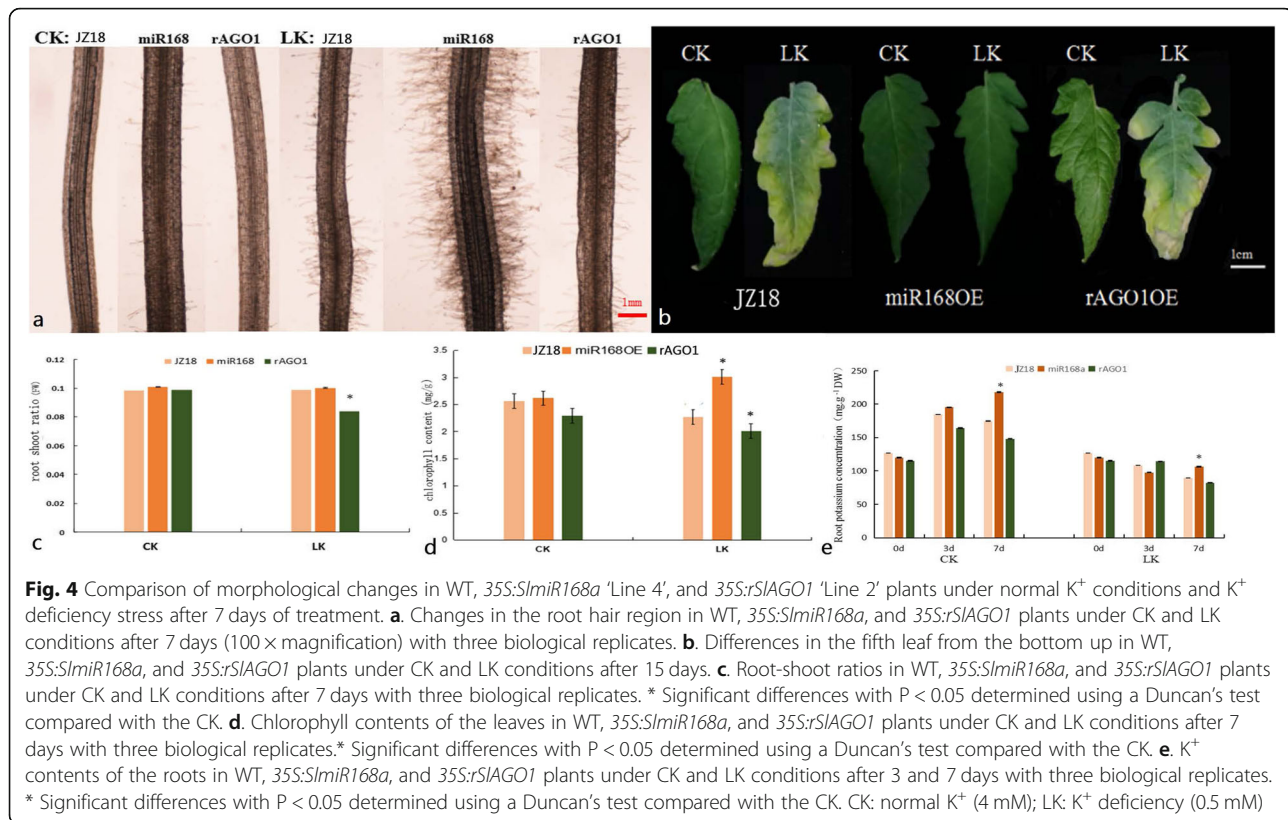 CK: JZ18 miR168 rAGO1 LK: JZ18 miR168 rAGO1
1mm
a
CK LK CK LK CK LK
1cm
JZ18 miR168OE rAGO1OE
b
JZ18 miR168 rAGO1
root shoot ratio (FW)
0.12
0.1
0.08
0.06
0.04
0.02
0
CK LK
c
JZ18 miR168OE rAGO1
chlorophyll content (mg/g)
3.5
3
2.5
2
1.5
1
0.5
0
* *
CK LK
d
JZ18 miR168a rAGO1
Root potassium concentration (mg.g⁻¹ DW)
300
250
200
150
100
50
0
* *
0d 3d 7d 0d 3d 7d
CK LK
e
Fig. 4 Comparison of morphological changes in WT, 35S:SlmiR168a ‘Line 4’, and 35S:rSlAGO1 ‘Line 2’ plants under normal K⁺ conditions and K⁺
deficiency stress after 7 days of treatment. a. Changes in the root hair region in WT, 35S:SlmiR168a, and 35S:rSlAGO1 plants under CK and LK
conditions after 7 days (100 × magnification) with three biological replicates. b. Differences in the fifth leaf from the bottom up in WT,
35S:SlmiR168a, and 35S:rSlAGO1 plants under CK and LK conditions after 15 days. c. Root-shoot ratios in WT, 35S:SlmiR168a, and 35S:rSlAGO1 plants
under CK and LK conditions after 7 days with three biological replicates. * Significant differences with P < 0.05 determined using a Duncan’s test
compared with the CK. d. Chlorophyll contents of the leaves in WT, 35S:SlmiR168a, and 35S:rSlAGO1 plants under CK and LK conditions after 7
days with three biological replicates.* Significant differences with P < 0.05 determined using a Duncan’s test compared with the CK. e. K⁺
contents of the roots in WT, 35S:SlmiR168a, and 35S:rSlAGO1 plants under CK and LK conditions after 3 and 7 days with three biological replicates.
* Significant differences with P < 0.05 determined using a Duncan’s test compared with the CK. CK: normal K⁺ (4 mM); LK: K⁺ deficiency (0.5 mM)